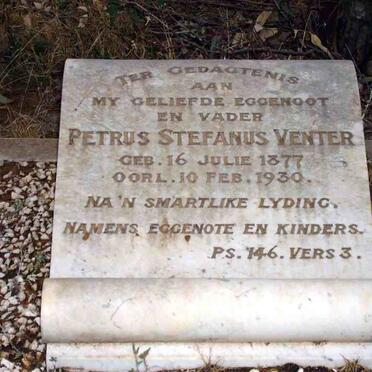 TER GEDAGTENIS
AAN
MY GELIEFDE EGGENOOT
EN VADER
PETRUS STEFANUS VENTER
GEB. 16 JULIE 1877
OORL. 10 FEB. 1930.
NA'N SMARTLIKE LYDING.
NAMENS EGGENOTE EN KINDERS.
PS. 146. VERS 3.